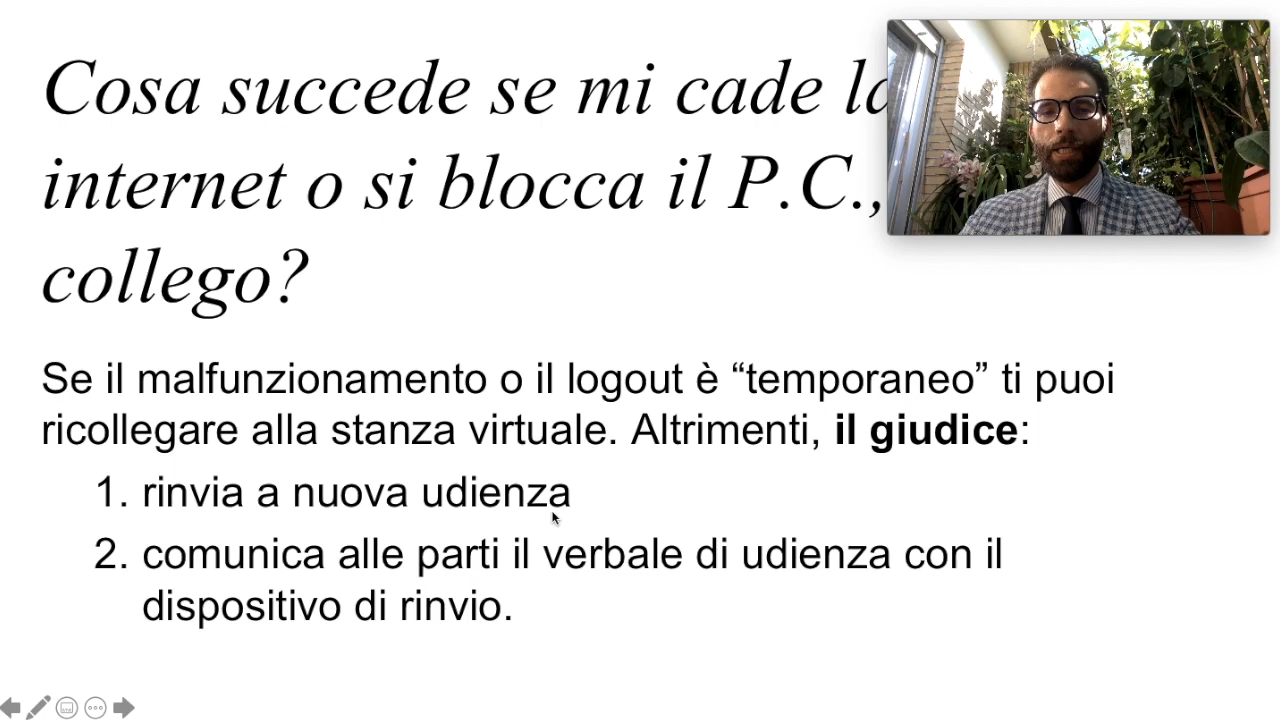 Cosa succede se mi cade
internet o si blocca il P.C.,
collego?
Se il malfunzionamento o il logout è “temporaneo” ti puoi
ricollegare alla stanza virtuale. Altrimenti, il giudice:
1. rinvia a nuova udienza
2. comunica alle parti il verbale di udienza con il
dispositivo di rinvio.